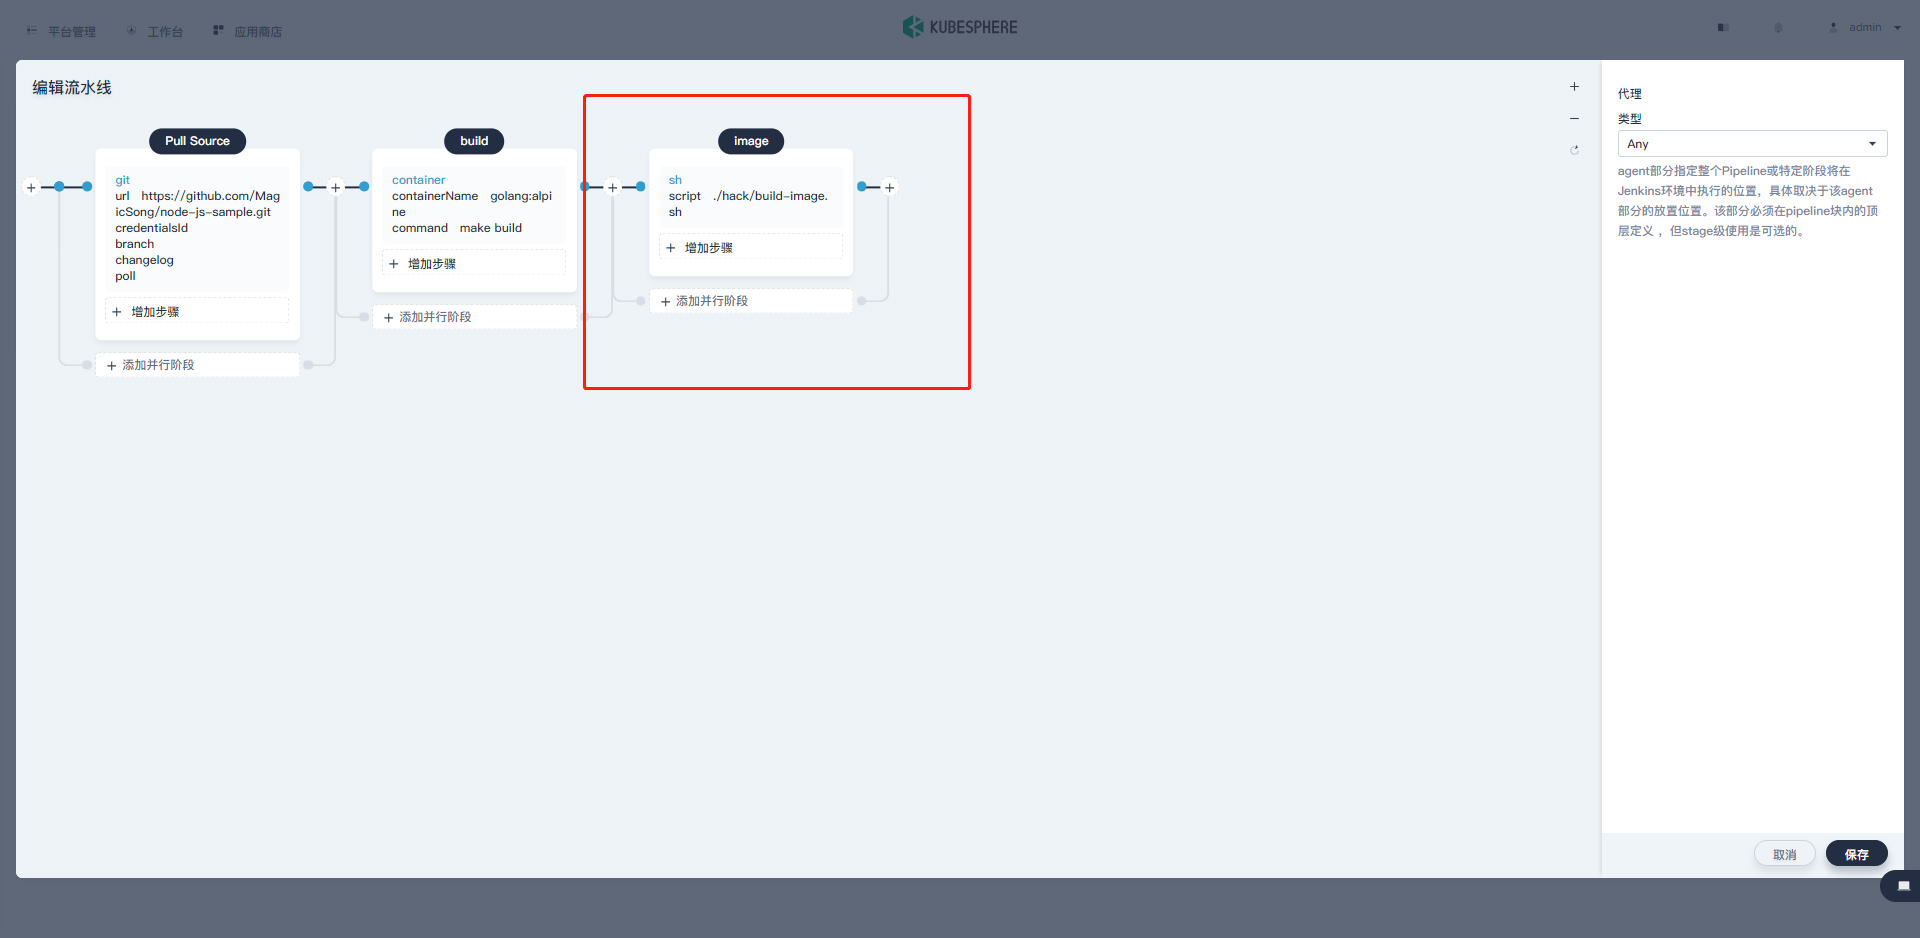 平台管理 工作台 应用商店 KUBESPHERE admin
编辑流水线
Pull Source
git
url https://github.com/Mag
icSong/node-js-sample.git
credentialsId
branch
changelog
poll
增加步骤
添加并行阶段
build
container
containerName golang:alpi
ne
command make build
增加步骤
添加并行阶段
image
sh
script ./hack/build-image.
sh
增加步骤
添加并行阶段
代理
类型
Any
agent部分指定整个Pipeline或特定阶段将在
Jenkins环境中执行的位置，具体取决于该agent
部分的放置位置。该部分必须在pipeline块内的顶
层定义 ，但stage级使用是可选的。
取消 保存